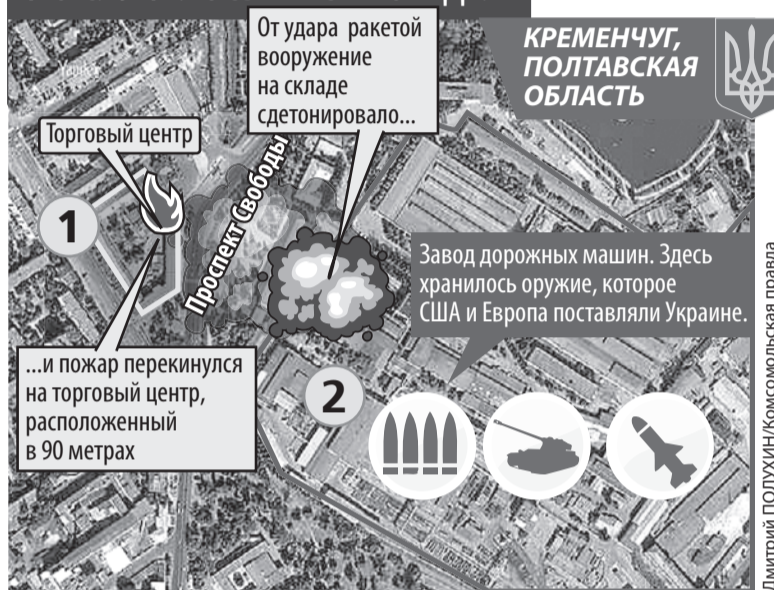 От удара ракетой
вооружение
на складе
сдетонировало...
КРЕМЕНЧУГ,
ПОЛТАВСКАЯ
ОБЛАСТЬ
Торговый центр
1
Проспект Свободы
Завод дорожных машин. Здесь
хранилось оружие, которое
США и Европа поставляли Украине.
...и пожар перекинулся
на торговый центр,
расположенный
в 90 метрах
2
Дмитрий ПОЛУХИН/Комсомольская правда